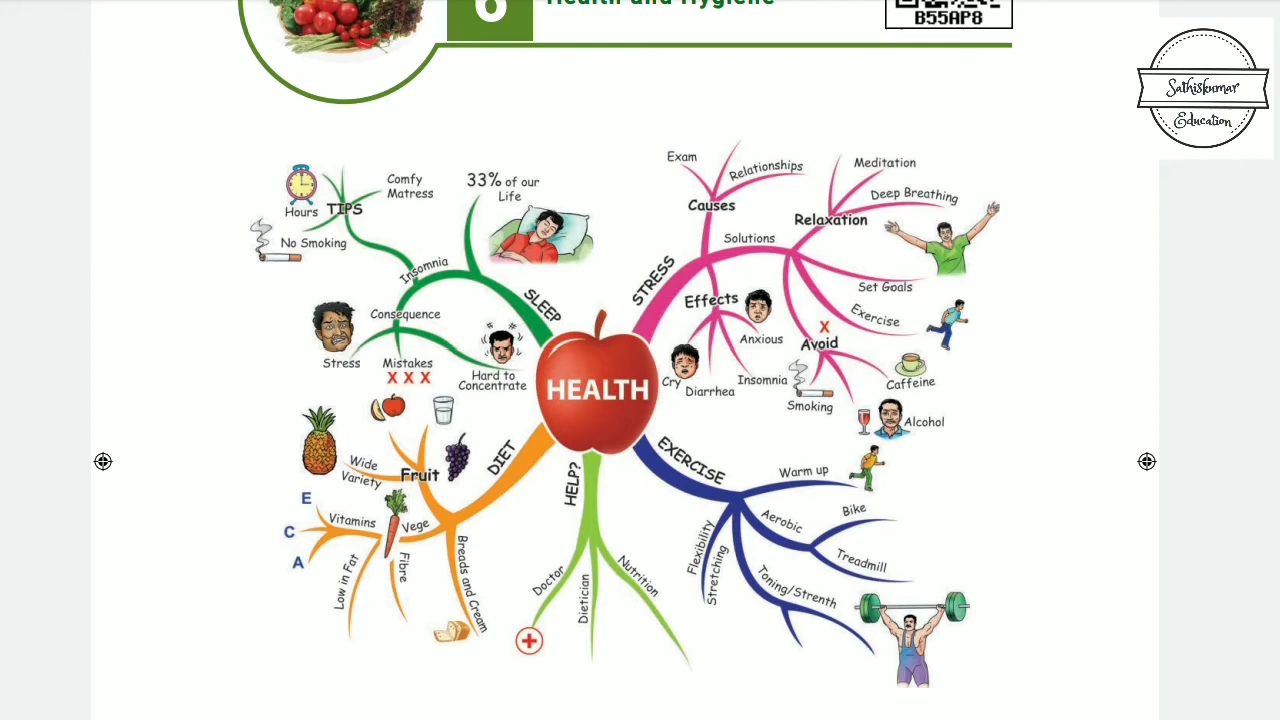 6
Health and Hygiene
B55AP8
Sathiskumar
Education
HEALTH
SLEEP
33% of our
Life
Insomnia
TIPS
Hours
Comfy
Matress
No Smoking
Consequence
Stress
Mistakes
X X X
Hard to
Concentrate
STRESS
Causes
Exam
Relationships
Solutions
Relaxation
Meditation
Deep Breathing
Set Goals
Exercise
X
Avoid
Caffeine
Smoking
Alcohol
Effects
Anxious
Insomnia
Diarrhea
Cry
DIET
Fruit
Wide
Variety
Vege
Vitamins
E
C
A
Low in Fat
Fibre
Breads and Cream
HELP?
Doctor
Dietician
Nutrition
EXERCISE
Warm up
Aerobic
Bike
Treadmill
Toning/Strenth
Flexibility
Stretching